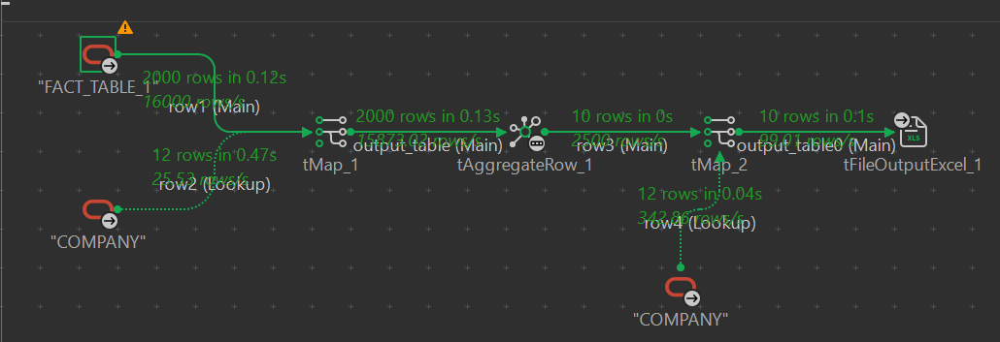 2000 rows in 0.12s
"FACT_TABLE_1"
16000 rows/s
row1 (Main)
2000 rows in 0.13s
10 rows in 0s
10 rows in 0.1s
15873.02 rows/s
output_table (Main)
2500 rows/s
row3 (Main)
99.01 rows/s
output_table0 (Main)
12 rows in 0.47s
tMap_1
tAggregateRow_1
tMap_2
tFileOutputExcel_1
XLS
25.53 rows/s
row2 (Lookup)
12 rows in 0.04s
342.86 rows/s
row4 (Lookup)
"COMPANY"
"COMPANY"